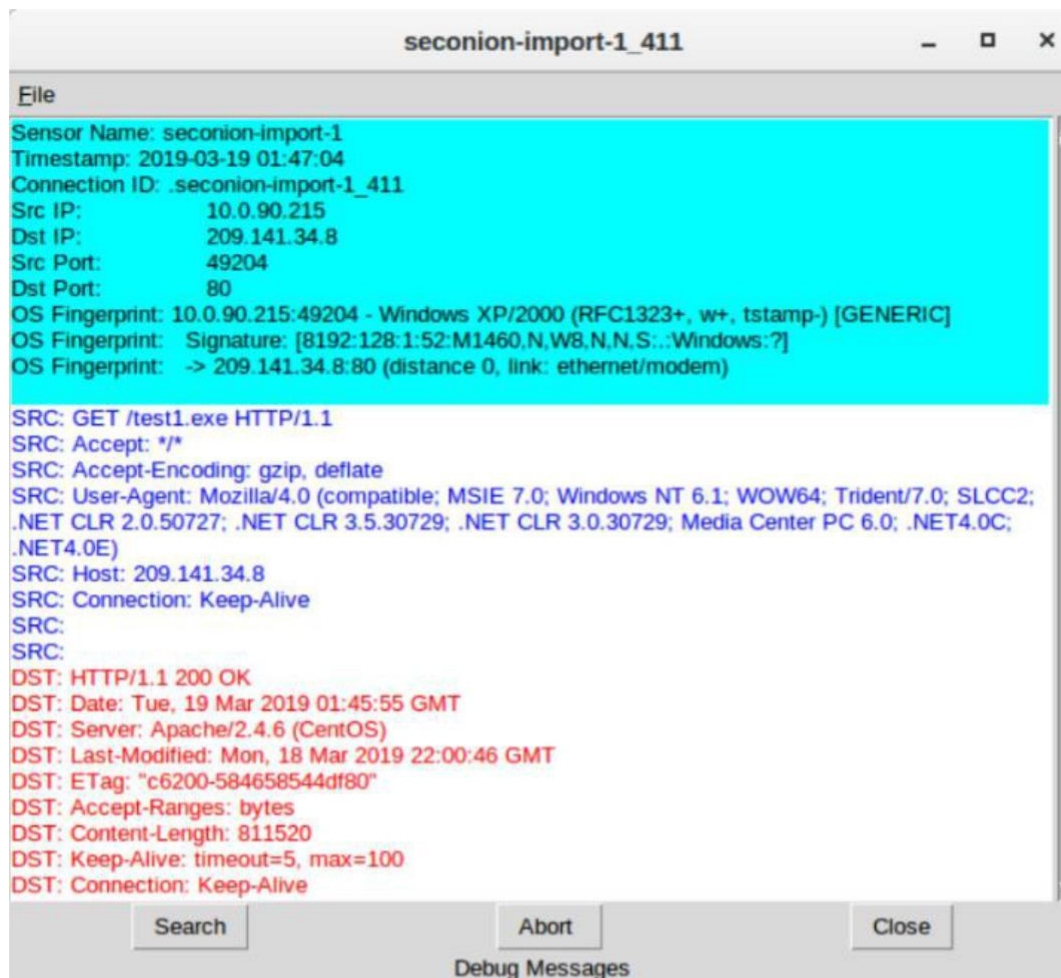 seconion-import-1_411
File
Sensor Name: seconion-import-1
Timestamp: 2019-03-19 01:47:04
Connection ID: .seconion-import-1_411
Src IP: 10.0.90.215
Dst IP: 209.141.34.8
Src Port: 49204
Dst Port: 80
OS Fingerprint: 10.0.90.215:49204 - Windows XP/2000 (RFC1323+, w+, tstamp-) [GENERIC]
OS Fingerprint: Signature: [8192:128:1:52:M1460,N,W8,N,N,S:.:Windows:?]
OS Fingerprint: -> 209.141.34.8:80 (distance 0, link: ethernet/modem)
SRC: GET /test1.exe HTTP/1.1
SRC: Accept: */*
SRC: Accept-Encoding: gzip, deflate
SRC: User-Agent: Mozilla/4.0 (compatible; MSIE 7.0; Windows NT 6.1; WOW64; Trident/7.0; SLCC2;
.NET CLR 2.0.50727; .NET CLR 3.5.30729; .NET CLR 3.0.30729; Media Center PC 6.0; .NET4.0C;
.NET4.0E)
SRC: Host: 209.141.34.8
SRC: Connection: Keep-Alive
SRC:
SRC:
DST: HTTP/1.1 200 OK
DST: Date: Tue, 19 Mar 2019 01:45:55 GMT
DST: Server: Apache/2.4.6 (CentOS)
DST: Last-Modified: Mon, 18 Mar 2019 22:00:46 GMT
DST: ETag: "c6200-584658544df80"
DST: Accept-Ranges: bytes
DST: Content-Length: 811520
DST: Keep-Alive: timeout=5, max=100
DST: Connection: Keep-Alive
Search Abort Close
Debug Messages